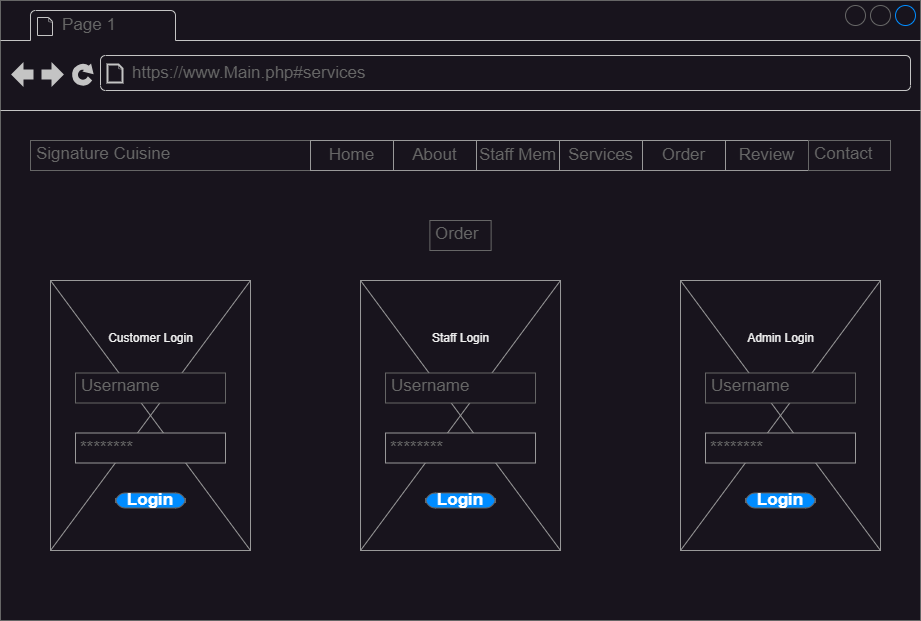 Page 1
https://www.Main.php#services
Signature Cuisine Home About Staff Mem Services Order Review Contact
Order
Customer Login Staff Login Admin Login
Username Username Username
******** ******** ********
Login Login Login